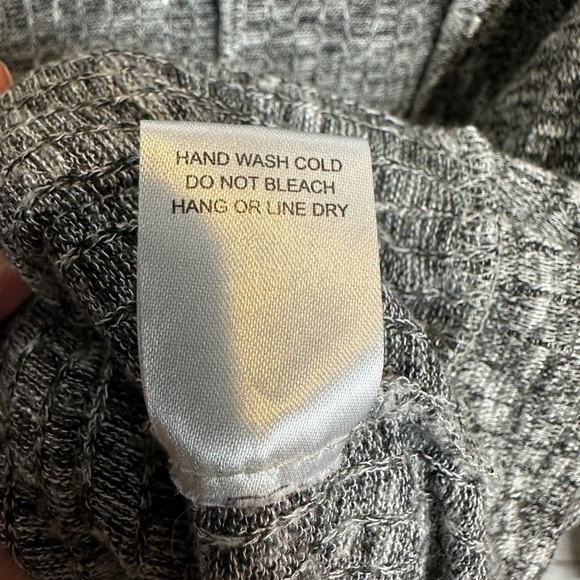 HAND WASH COLD
DO NOT BLEACH
HANG OR LINE DRY